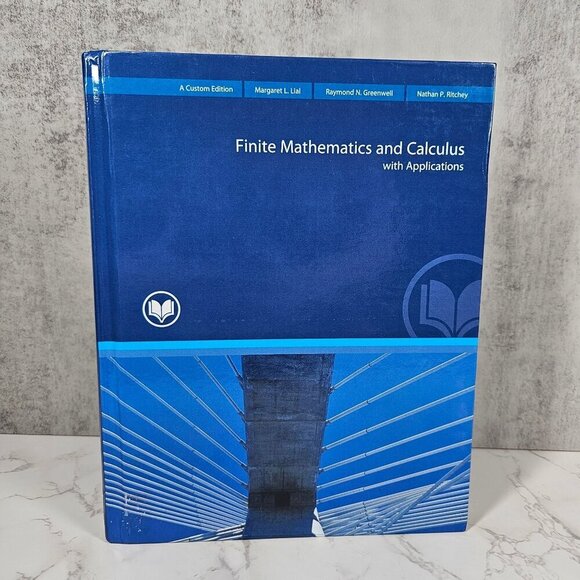 A Custom Edition Margaret L. Lial Raymond N. Greenwell Nathan P. Ritchey
Finite Mathematics and Calculus
with Applications